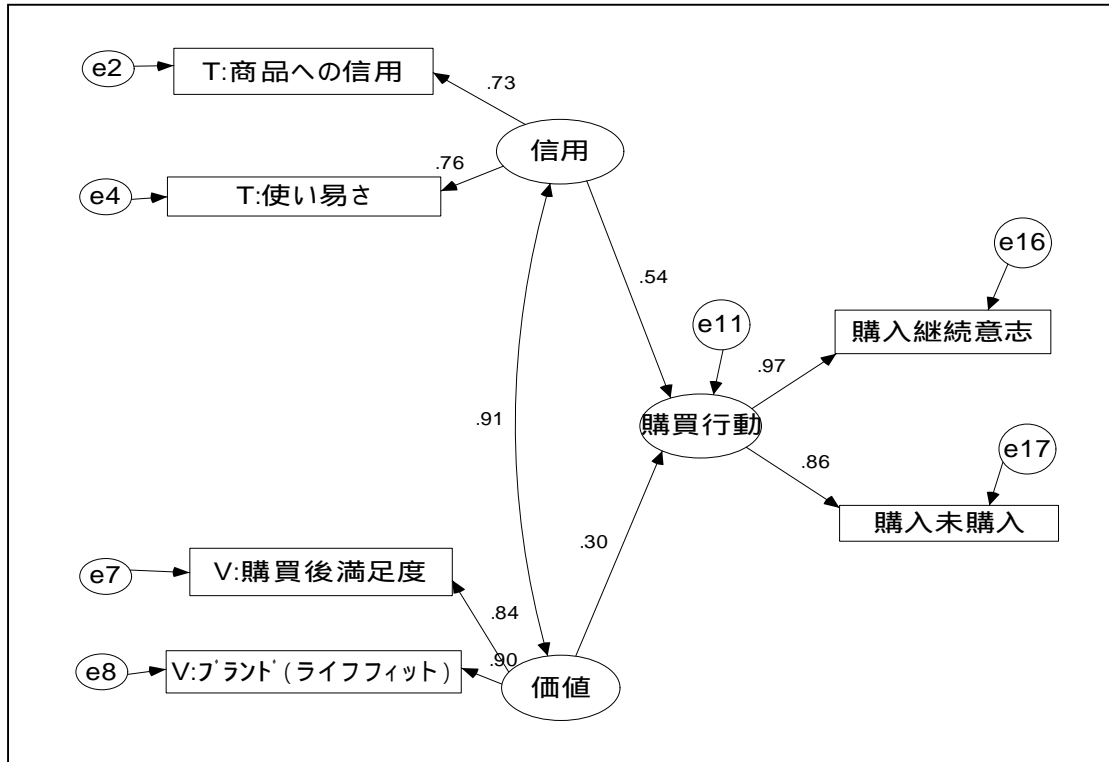 e2
T:商品への信用
.73
信用
.76
e4
T:使い易さ
e16
.54
e11
購入継続意志
.97
.91
購買行動
e17
.86
購入未購入
.30
e7
V:購買後満足度
.84
e8
V:ブランド(ライフフィット)
.90
価値